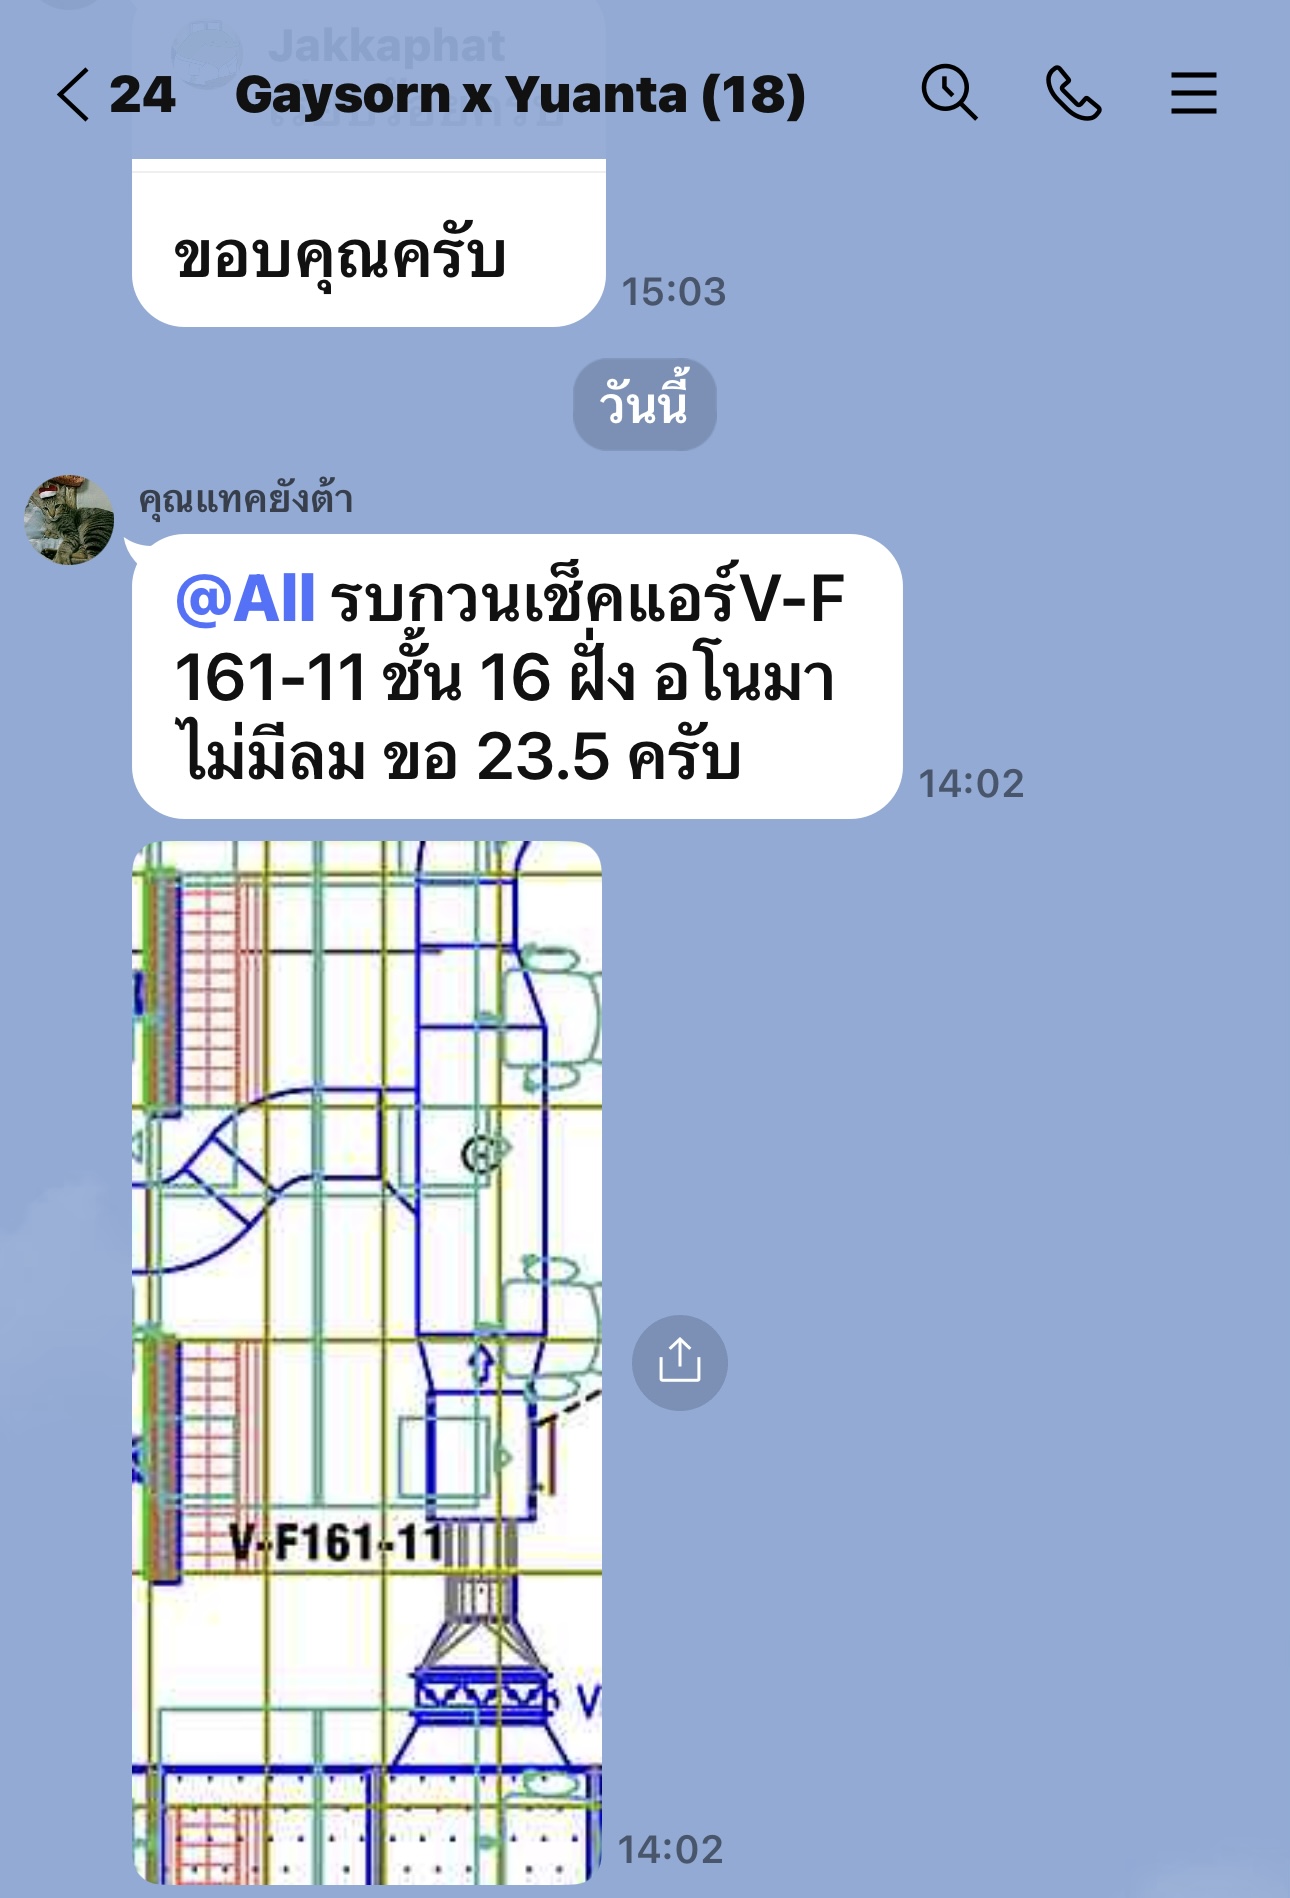 Jakkaphat
24 Gaysorn x Yuanta (18)
ขอบคุณครับ
15:03
วันนี้
คุณแทคยังต้า
@All รบกวนเช็คแอร์V-F
161-11 ชั้น 16 ฝั่ง อโนมา
ไม่มีลม ขอ 23.5 ครับ
14:02
H
V-F161-11
V
14:02